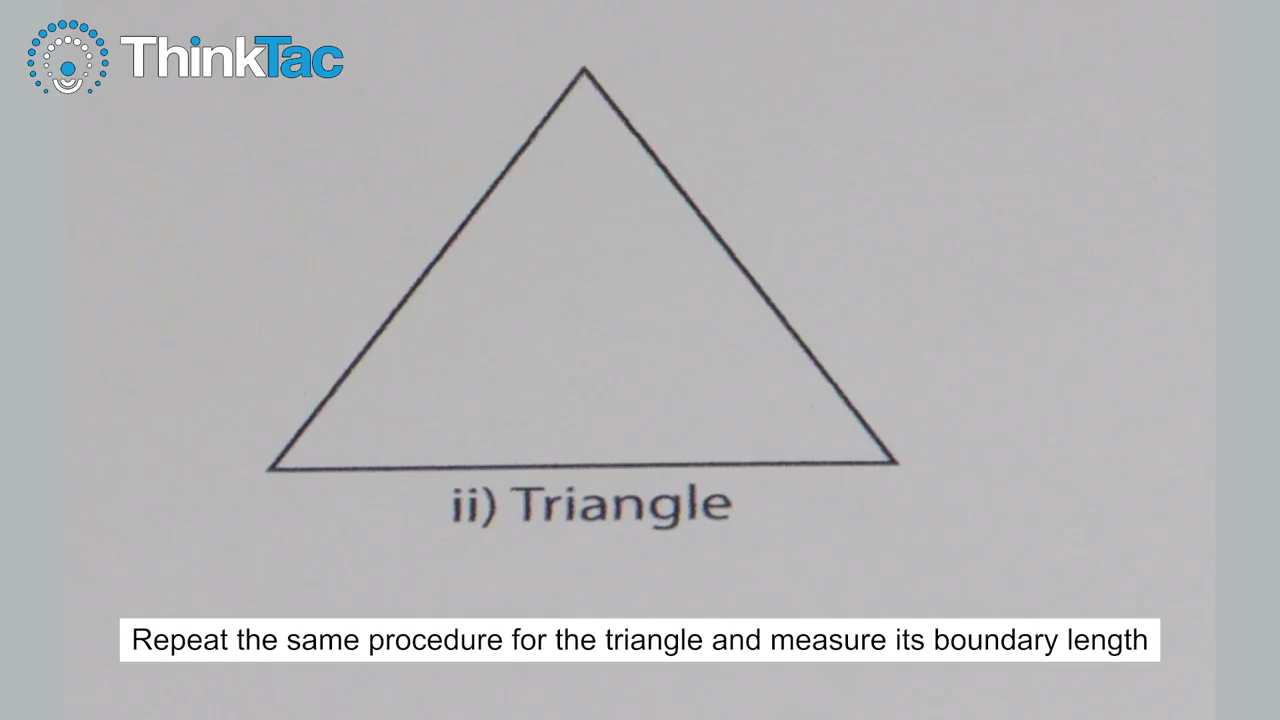 ThinkTac
ii) Triangle
Repeat the same procedure for the triangle and measure its boundary length